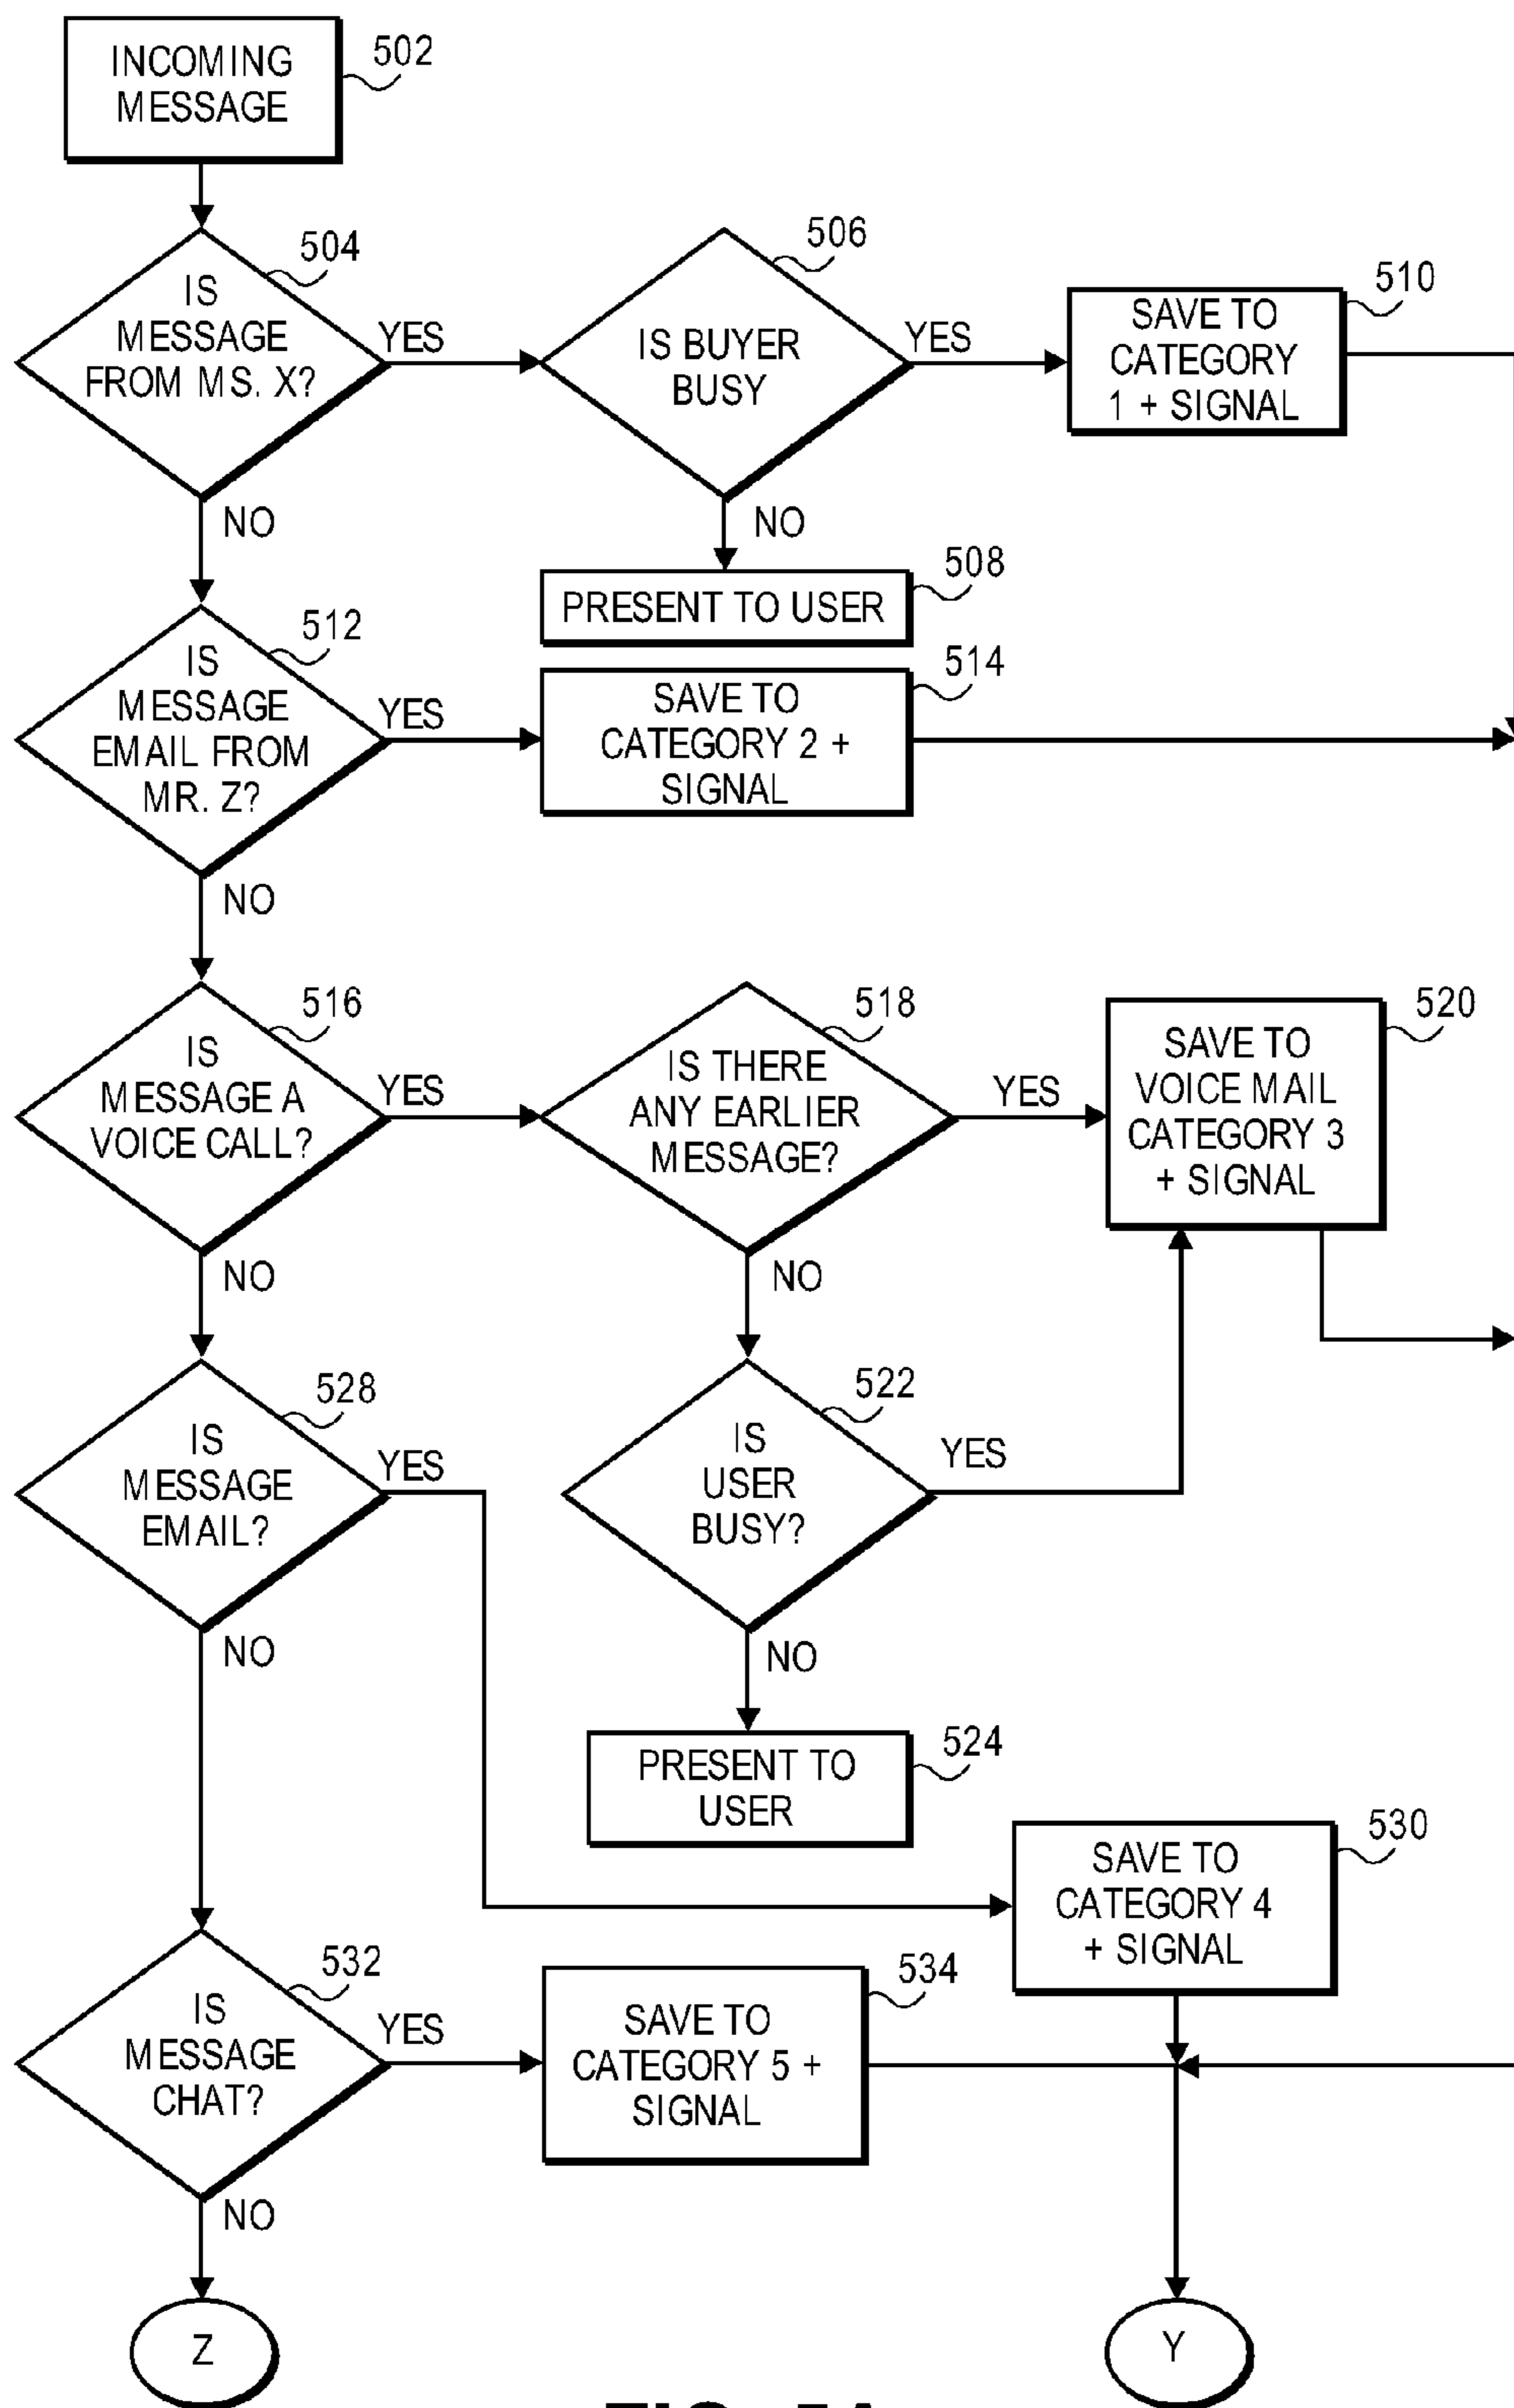 INCOMING
MESSAGE
502
IS
MESSAGE
FROM MS. X?
504
YES
NO
IS BUYER
BUSY
506
YES
NO
SAVE TO
CATEGORY
1 + SIGNAL
510
PRESENT TO USER
508
IS
MESSAGE
EMAIL FROM
MR. Z?
512
YES
NO
SAVE TO
CATEGORY 2 +
SIGNAL
514
IS
MESSAGE A
VOICE CALL?
516
YES
NO
IS THERE
ANY EARLIER
MESSAGE?
518
YES
NO
SAVE TO
VOICE MAIL
CATEGORY 3
+ SIGNAL
520
IS
MESSAGE
EMAIL?
528
YES
NO
IS
USER
BUSY?
522
YES
NO
PRESENT TO
USER
524
SAVE TO
CATEGORY 4
+ SIGNAL
530
IS
MESSAGE
CHAT?
532
YES
NO
SAVE TO
CATEGORY 5 +
SIGNAL
534
Z
Y